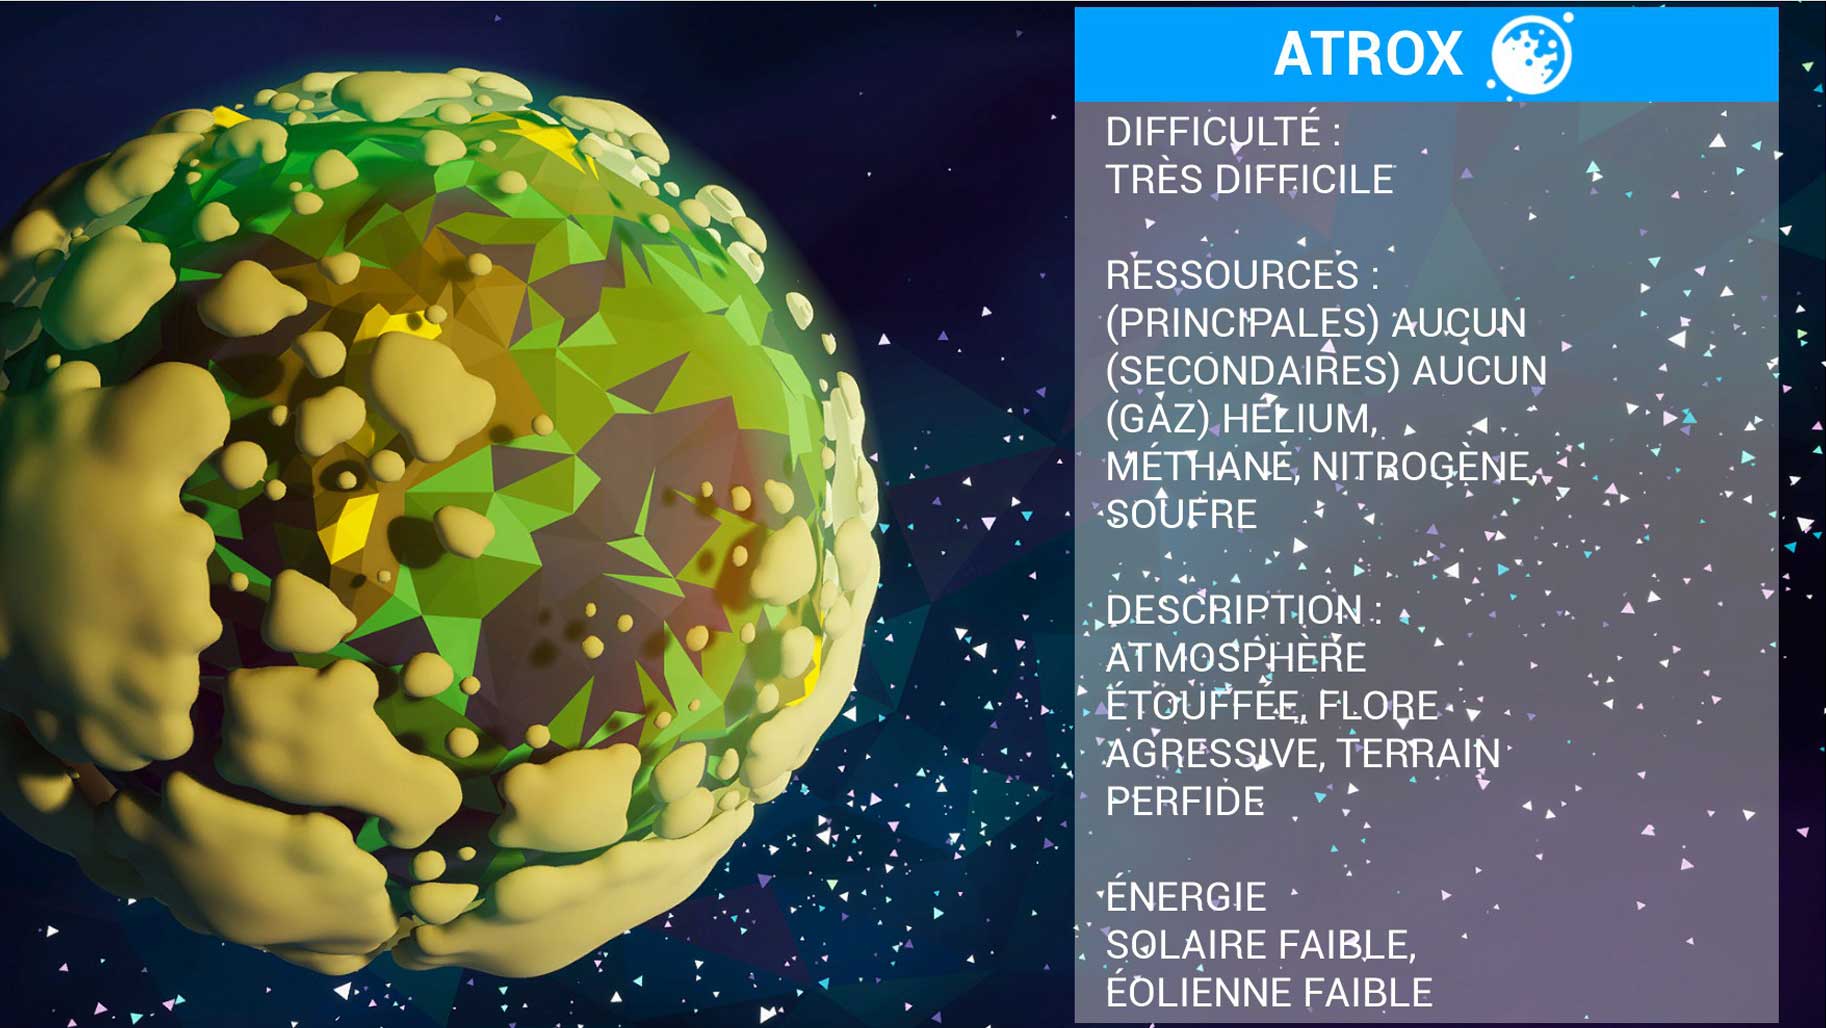 ATROX
DIFFICULTÉ :
TRÈS DIFFICILE
RESSOURCES :
(PRINCIPALES) AUCUN
(SECONDAIRES) AUCUN
(GAZ) HÉLIUM,
MÉTHANE, NITROGÈNE,
SOUFRE
DESCRIPTION :
ATMOSPHÈRE
ÉTOUFFÉE, FLORE
AGRESSIVE, TERRAIN
PERFIDE
ÉNERGIE
SOLAIRE FAIBLE,
ÉOLIENNE FAIBLE